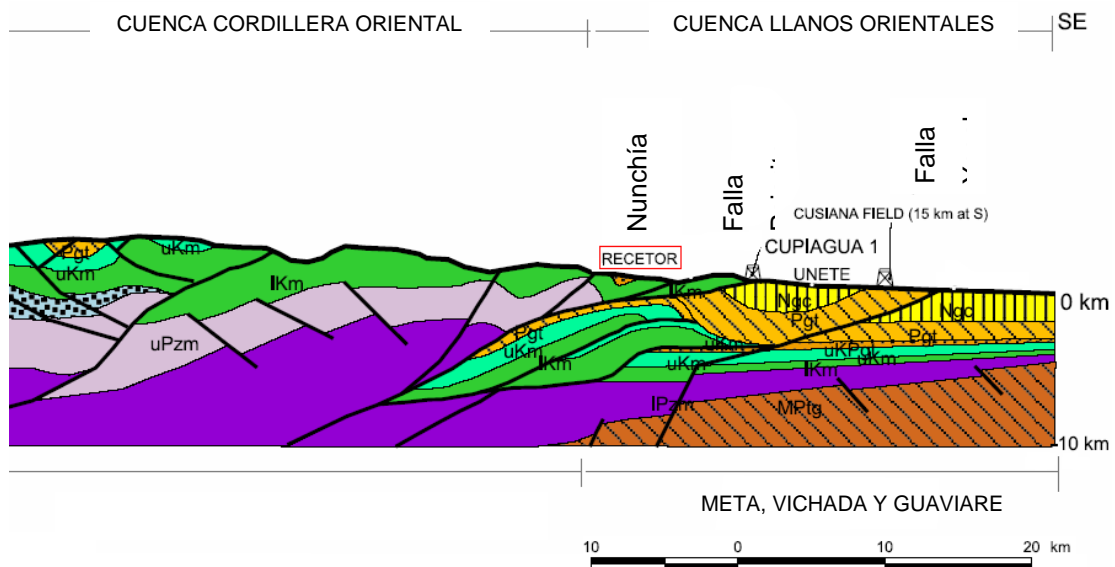 CUENCA CORDILLERA ORIENTAL
CUENCA LLANOS ORIENTALES
SE
Nunchía
Falla
Falla
CUSIANA FIELD (15 km at S)
CUPIAGUA 1
UNETE
RECETOR
Pgt
uKm
uKm
lKm
lKm
Ngc
Ngc
0 km
Pgt
Pgt
uPzm
Pgt
uKm
uKm
lKm
uKm
uKPg
uKm
lKm
lPzm
MPtg
10 km
META, VICHADA Y GUAVIARE
10 0 10 20 km